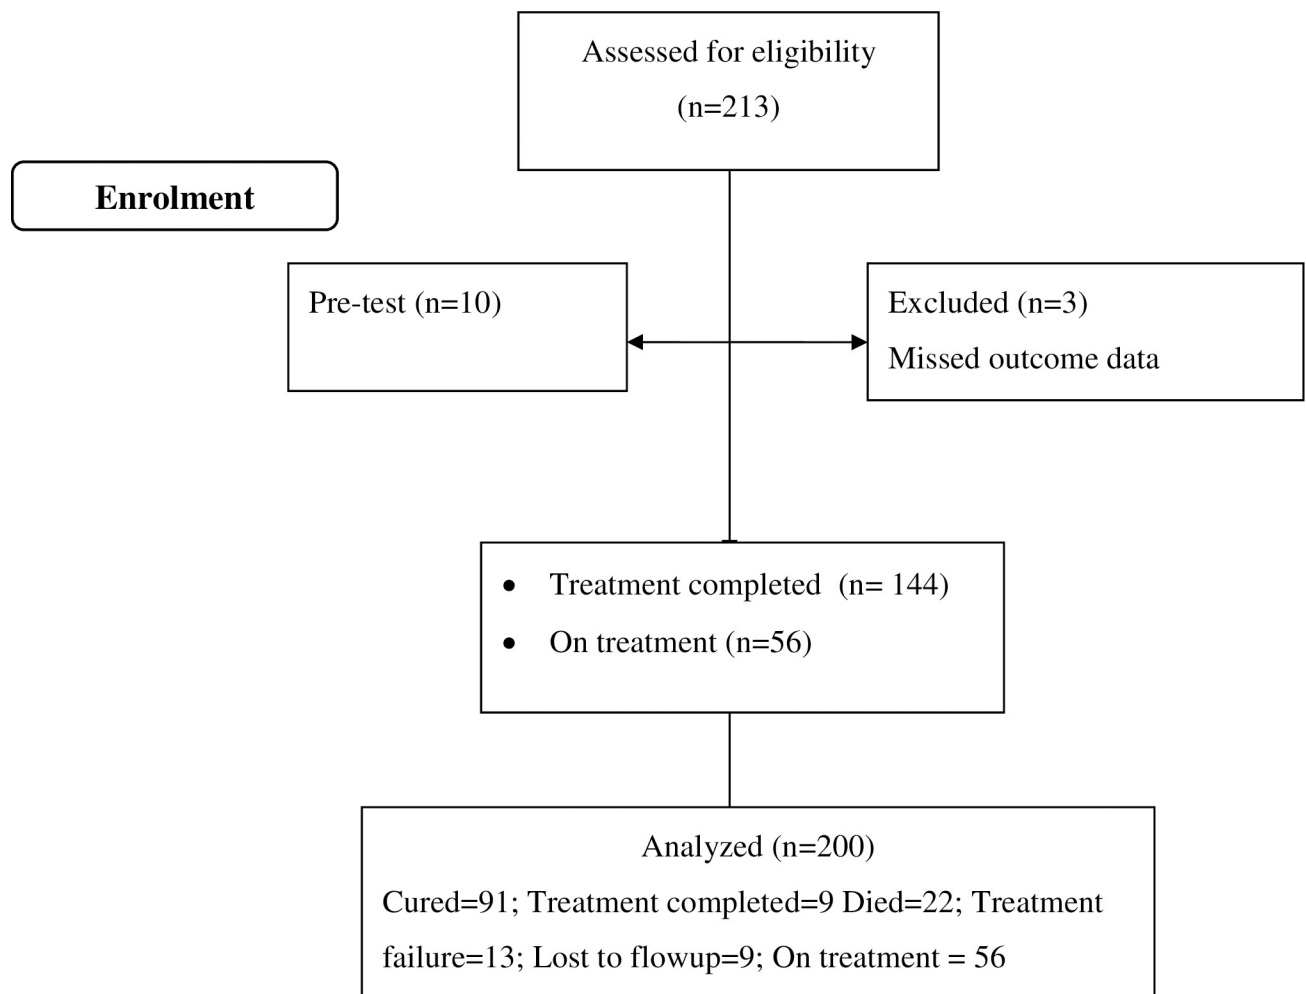 Assessed for eligibility
(n=213)
Enrolment
Pre-test (n=10)
Excluded (n=3)
Missed outcome data
• Treatment completed  (n= 144)
• On treatment (n=56)
Analyzed (n=200)
Cured=91; Treatment completed=9 Died=22; Treatment
failure=13; Lost to flowup=9; On treatment = 56